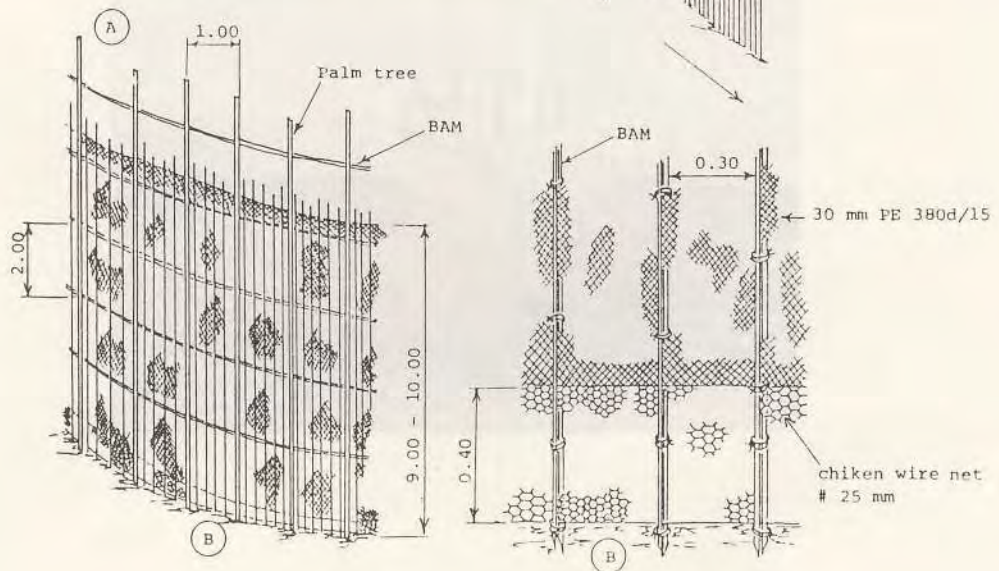 A
1.00
Palm tree
BAM
2.00
9.00 - 10.00
B
BAM
0.30
30 mm PE 380d/15
0.40
chiken wire net
# 25 mm
B